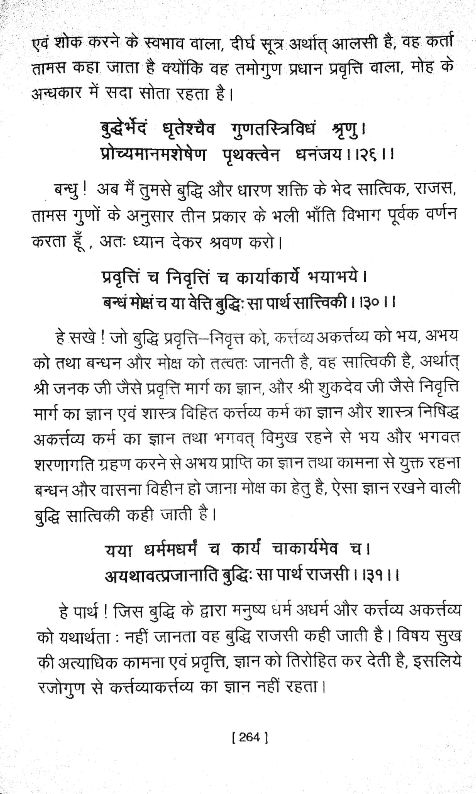 एवं शोक करने के स्वभाव वाला, दीर्घ सूत्र अर्थात् आलसी है, वह कर्ता
तामस कहा जाता है क्योंकि वह तमोगुण प्रधान प्रवृत्ति वाला, मोह के
अन्धकार में सदा सोता रहता है।
बुद्धेर्भेदं धृतेश्चैव गुणतस्त्रिविधं श्रृणु।
प्रोच्यमानमशेषेण पृथक्त्वेन धनंजय।।२६।।
बन्धु! अब मैं तुमसे बुद्धि और धारण शक्ति के भेद सात्विक, राजस,
तामस गुणों के अनुसार तीन प्रकार के भली भाँति विभाग पूर्वक वर्णन
करता हूँ , अतः ध्यान देकर श्रवण करो।
प्रवृत्तिं च निवृत्तिं च कार्याकार्ये भयाभये।
बन्धं मोक्षं च या वेत्ति बुद्धिः सा पार्थ सात्त्विकी।।३०।।
हे सखे! जो बुद्धि प्रवृत्ति–निवृत्त को, कर्त्तव्य अकर्त्तव्य को भय, अभय
को तथा बन्धन और मोक्ष को तत्वतः जानती है, वह सात्विकी है, अर्थात्
श्री जनक जी जैसे प्रवृत्ति मार्ग का ज्ञान, और श्री शुकदेव जी जैसे निवृत्ति
मार्ग का ज्ञान एवं शास्त्र विहित कर्त्तव्य कर्म का ज्ञान और शास्त्र निषिद्ध
अकर्त्तव्य कर्म का ज्ञान तथा भगवत् विमुख रहने से भय और भगवत
शरणागति ग्रहण करने से अभय प्राप्ति का ज्ञान तथा कामना से युक्त रहना
बन्धन और वासना विहीन हो जाना मोक्ष का हेतु है, ऐसा ज्ञान रखने वाली
बुद्धि सात्विकी कही जाती है।
यया धर्ममधर्मं च कार्यं चाकार्यमेव च।
अयथावत्प्रजानाति बुद्धिः सा पार्थ राजसी।।३१।।
हे पार्थ! जिस बुद्धि के द्वारा मनुष्य धर्म अधर्म और कर्त्तव्य अकर्त्तव्य
को यथार्थता : नहीं जानता वह बुद्धि राजसी कही जाती है। विषय सुख
की अत्याधिक कामना एवं प्रवृत्ति, ज्ञान को तिरोहित कर देती है, इसलिये
रजोगुण से कर्त्तव्याकर्त्तव्य का ज्ञान नहीं रहता।
[ 264 ]